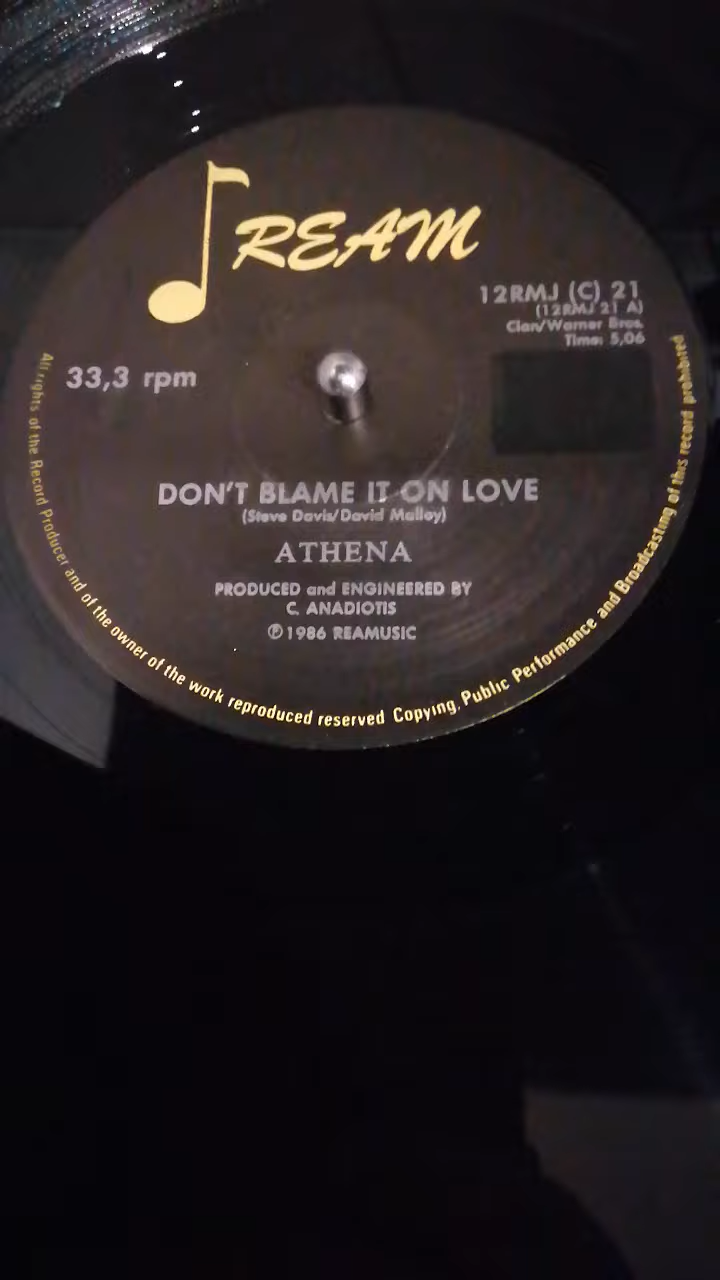 REAM
12RMJ (C) 21
(12RMJ 21 A)
Clan/Warner Bros.
Time: 5,06
33,3 rpm
DON'T BLAME IT ON LOVE
(Steve Davis/David Malloy)
ATHENA
PRODUCED and ENGINEERED BY
C. ANADIOTIS
℗ 1986 REAMUSIC
All rights of the Record Producer and of the owner of the work reproduced reserved Copying, Public Performance and Broadcasting of this record prohibited